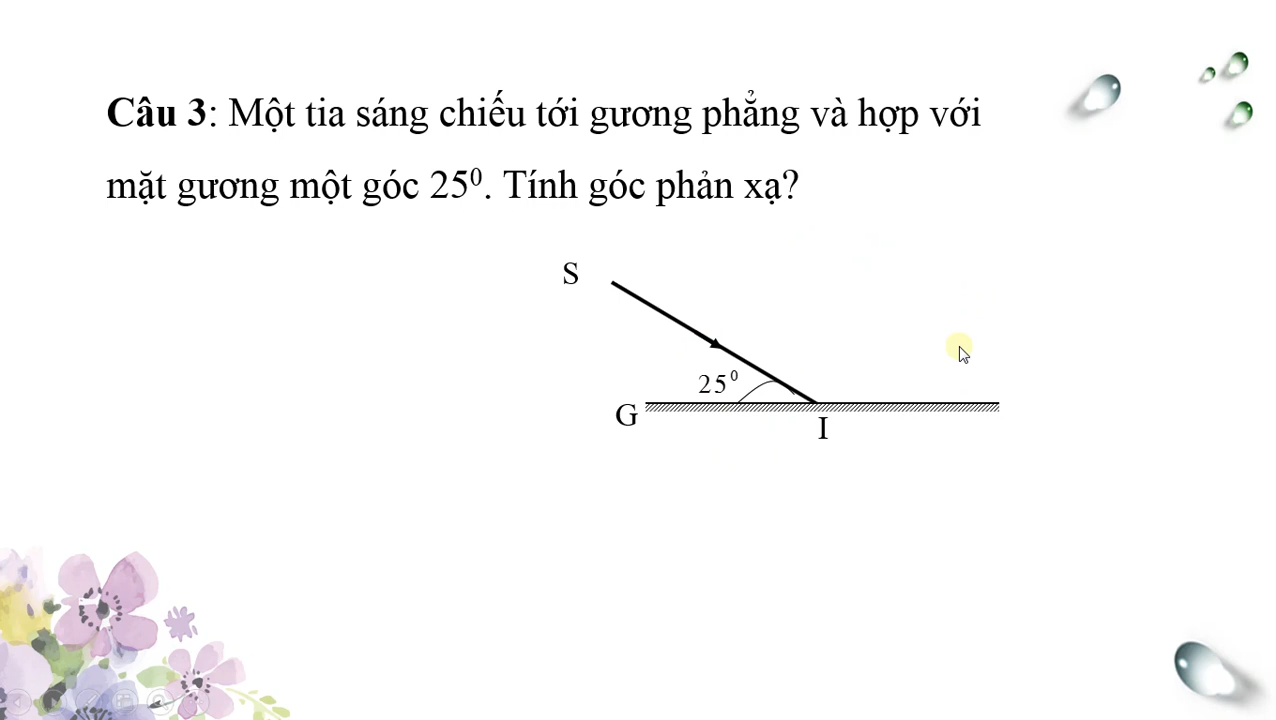 Câu 3: Một tia sáng chiếu tới gương phẳng và hợp với
mặt gương một góc 25⁰. Tính góc phản xạ?
S
25⁰
G
I